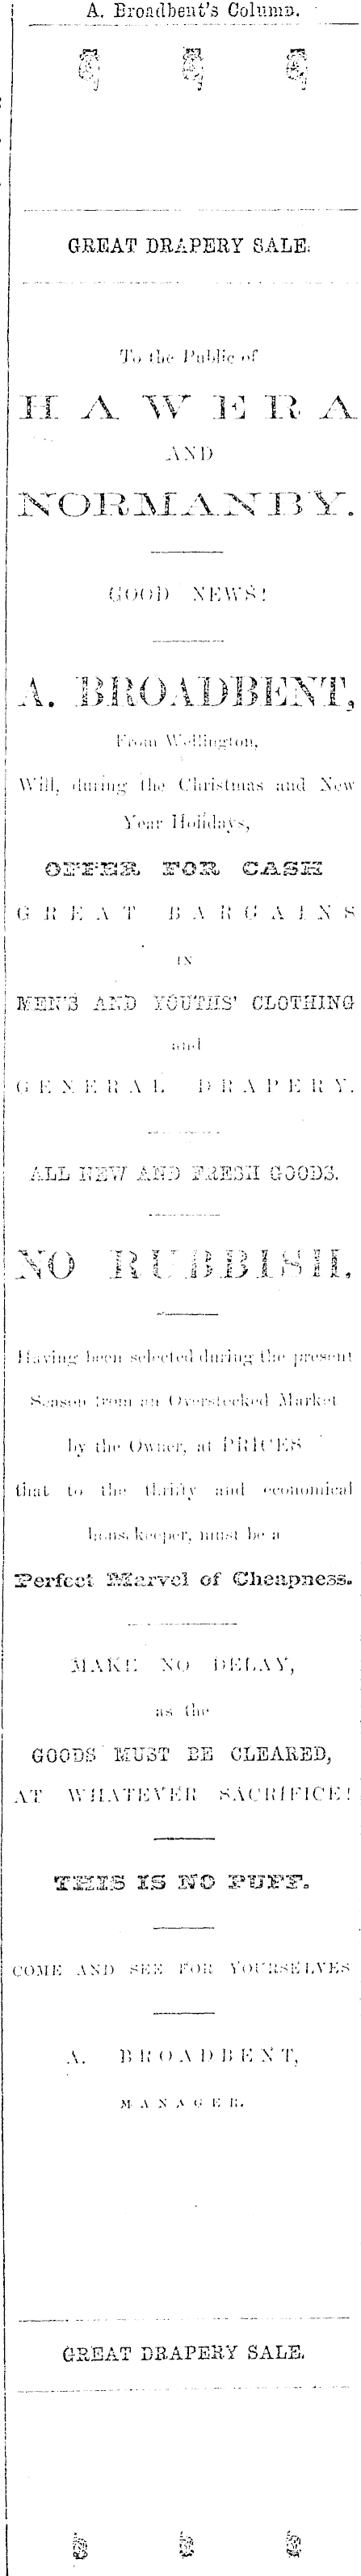 A. Broadbent's Column.
GREAT DRAPERY SALE.
To the Public of
HAWERA
AND
NORMANBY.
GOOD NEWS!
A. BROADBENT,
From Wellington,
Will, during the Christmas and New
Year Holidays,
OFFER FOR CASH
GREAT BARGAINS
IN
MEN'S AND YOUTHS' CLOTHING
and
GENERAL DRAPERY.
ALL NEW AND FRESH GOODS.
NO RUBBISH.
Having been selected during the present
Season from an Overstocked Market
by the Owner, at PRICES
that to the thrifty and economical
housekeeper, must be a
Perfect Marvel of Cheapness.
MAKE NO DELAY,
as the
GOODS MUST BE CLEARED,
AT WHATEVER SACRIFICE!
THIS IS NO PUFF.
COME AND SEE FOR YOURSELVES
A. BROADBENT,
MANAGER.
GREAT DRAPERY SALE.